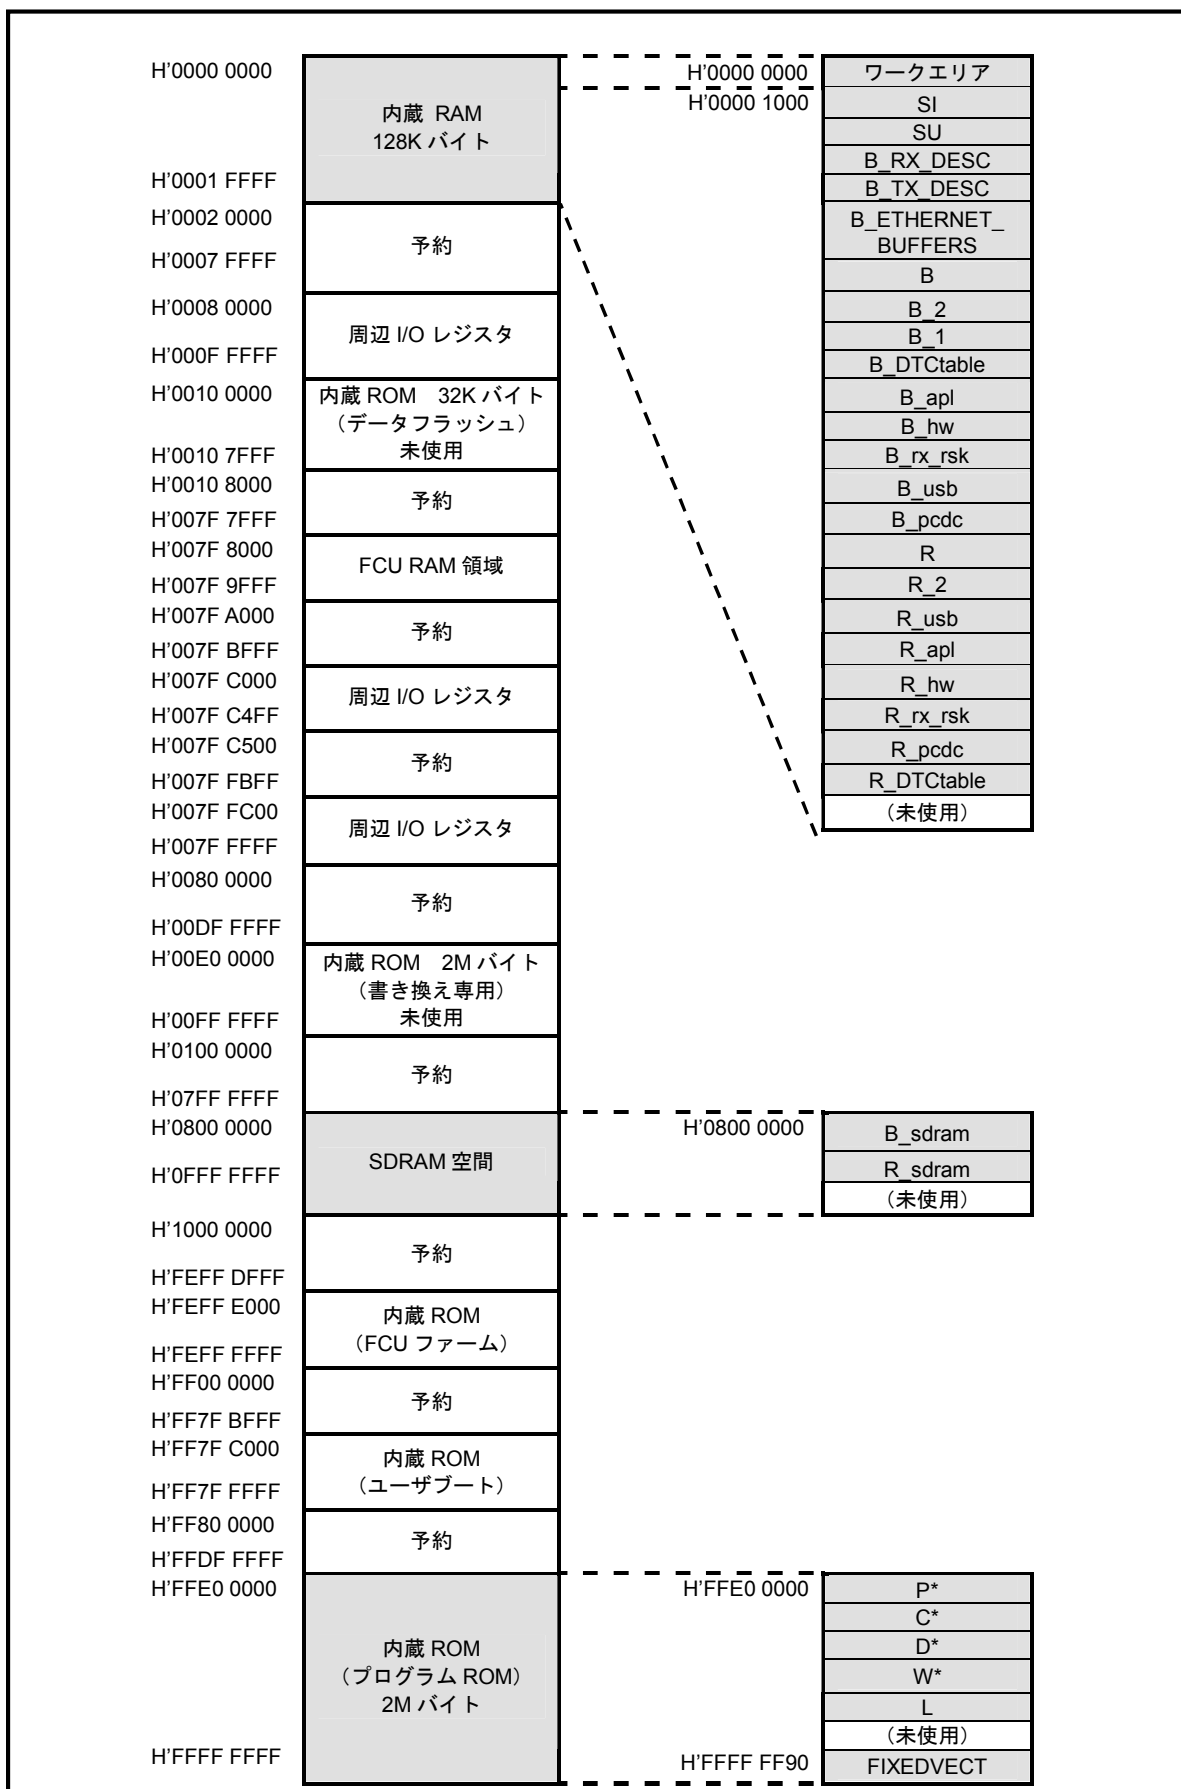 H'0000 0000
内蔵 RAM
128K バイト
H'0001 FFFF
H'0002 0000
予約
H'0007 FFFF
H'0008 0000
周辺 I/O レジスタ
H'000F FFFF
H'0010 0000
内蔵 ROM　32K バイト
（データフラッシュ）
未使用
H'0010 7FFF
H'0010 8000
予約
H'007F 7FFF
H'007F 8000
FCU RAM 領域
H'007F 9FFF
H'007F A000
予約
H'007F BFFF
H'007F C000
周辺 I/O レジスタ
H'007F C4FF
H'007F C500
予約
H'007F FBFF
H'007F FC00
周辺 I/O レジスタ
H'007F FFFF
H'0080 0000
予約
H'00DF FFFF
H'00E0 0000
内蔵 ROM　2M バイト
（書き換え専用）
未使用
H'00FF FFFF
H'0100 0000
予約
H'07FF FFFF
H'0800 0000
SDRAM 空間
H'0FFF FFFF
H'1000 0000
予約
H'FEFF DFFF
H'FEFF E000
内蔵 ROM
（FCU ファーム）
H'FEFF FFFF
H'FF00 0000
予約
H'FF7F BFFF
H'FF7F C000
内蔵 ROM
（ユーザブート）
H'FF7F FFFF
H'FF80 0000
予約
H'FFDF FFFF
H'FFE0 0000
内蔵 ROM
（プログラム ROM）
2M バイト
H'FFFF FFFF
H'0000 0000
ワークエリア
H'0000 1000
SI
SU
B_RX_DESC
B_TX_DESC
B_ETHERNET_
BUFFERS
B
B_2
B_1
B_DTCtable
B_apl
B_hw
B_rx_rsk
B_usb
B_pcdc
R
R_2
R_usb
R_apl
R_hw
R_rx_rsk
R_pcdc
R_DTCtable
（未使用）
H'0800 0000
B_sdram
R_sdram
（未使用）
H'FFE0 0000
P*
C*
D*
W*
L
（未使用）
H'FFFF FF90
FIXEDVECT